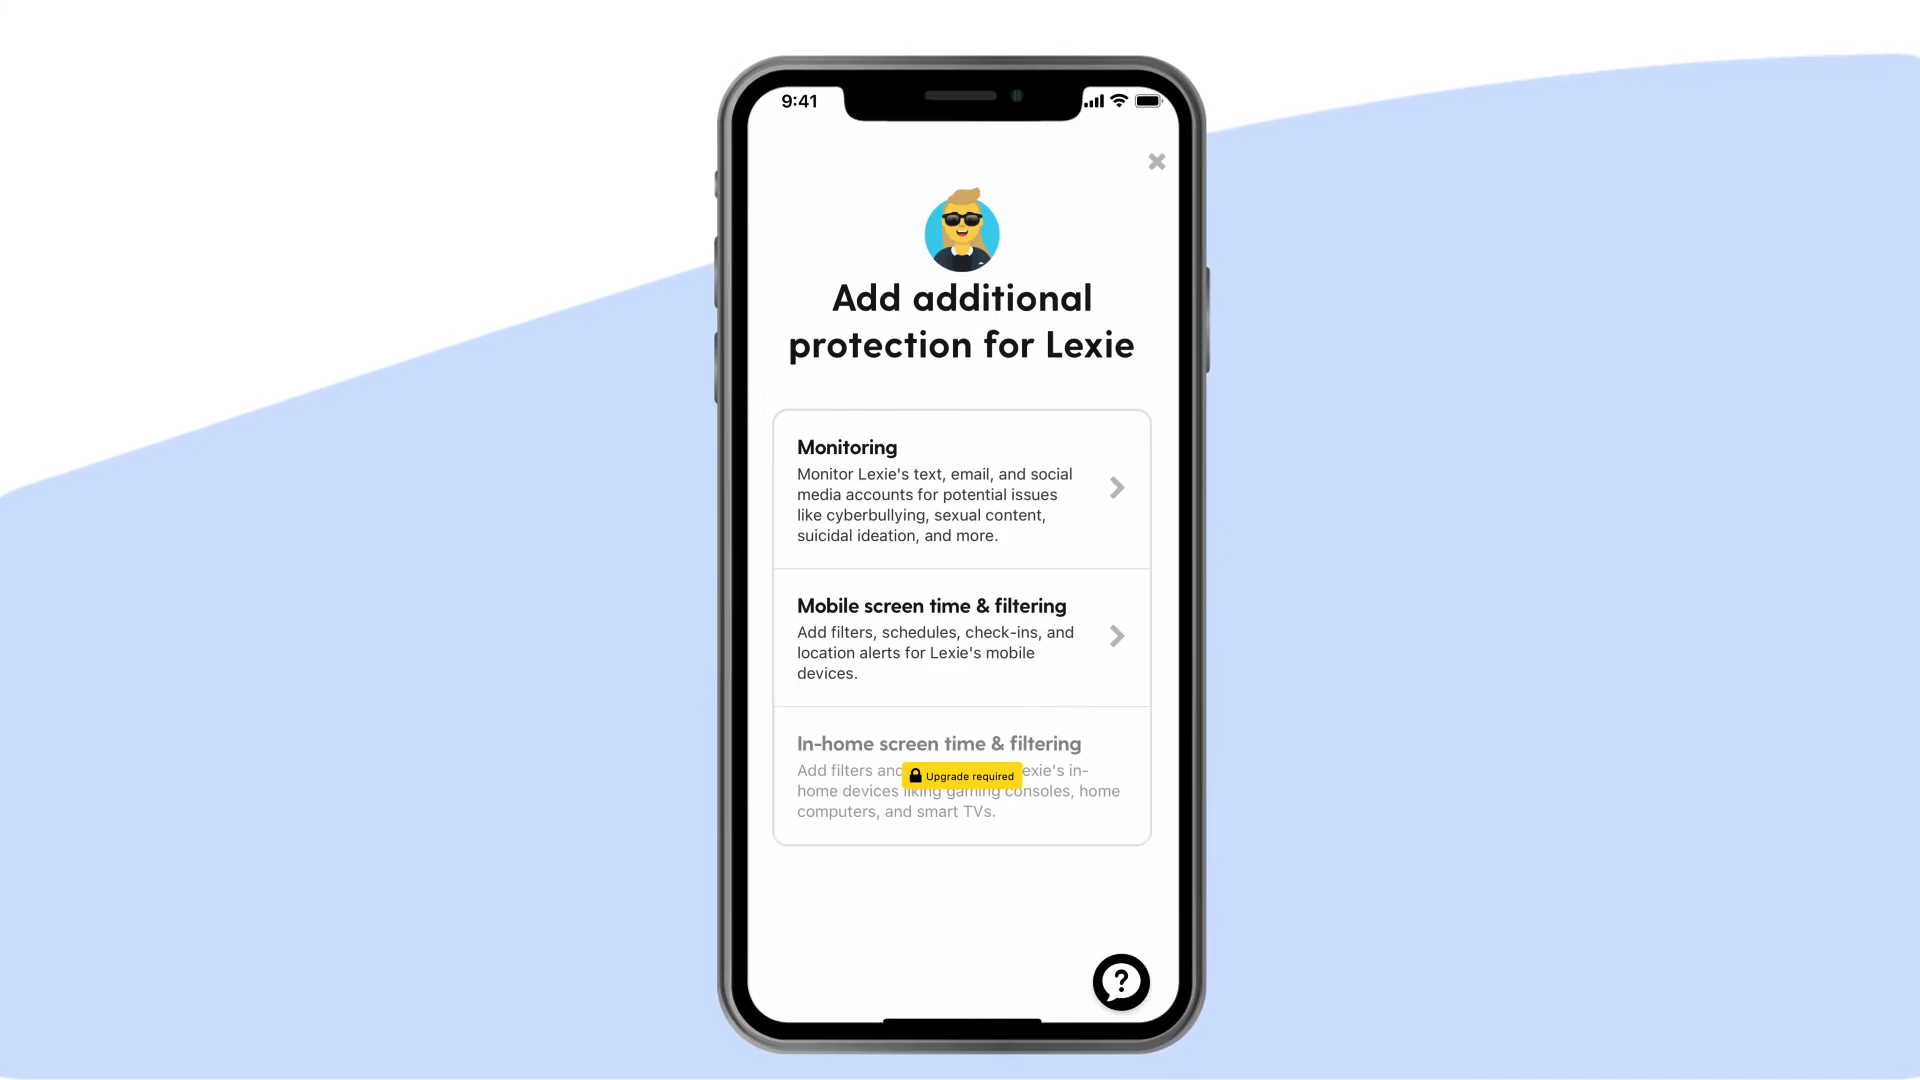 9:41
Add additional
protection for Lexie
Monitoring
Monitor Lexie's text, email, and social
media accounts for potential issues
like cyberbullying, sexual content,
suicidal ideation, and more.
Mobile screen time & filtering
Add filters, schedules, check-ins, and
location alerts for Lexie's mobile
devices.
In-home screen time & filtering
Add filters and exie's in-
Upgrade required
home devices liking gaming consoles, home
computers, and smart TVs.
?